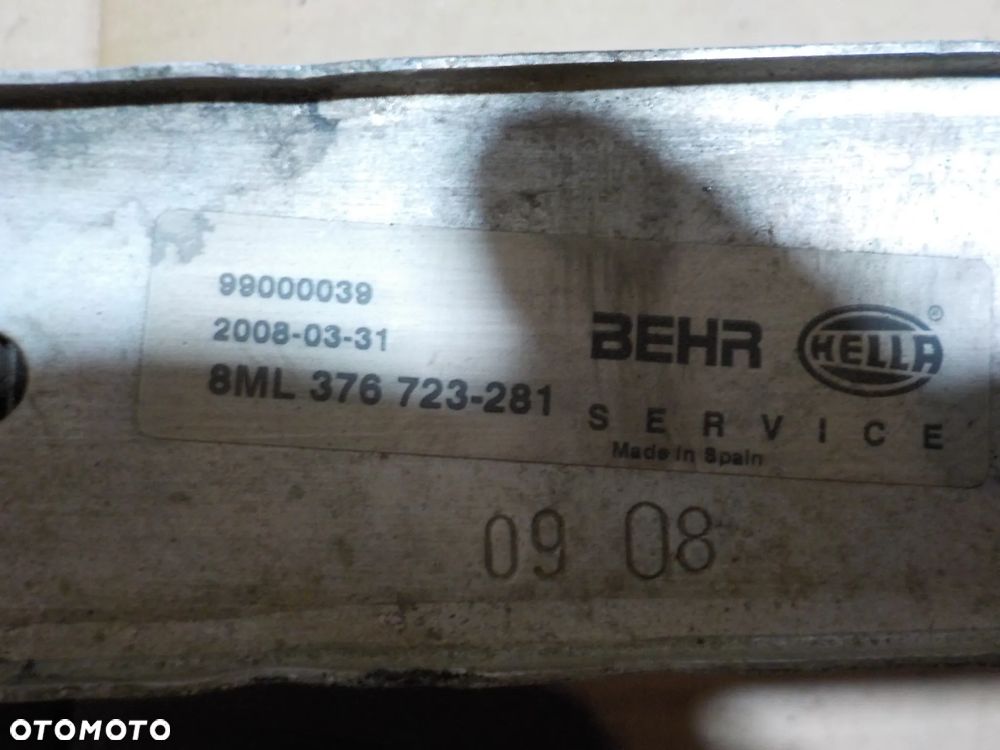 99000039
2008-03-31
8ML 376 723-281
BEHR HELLA ®
SERVICE
Made in Spain
09 08
OTOMOTO